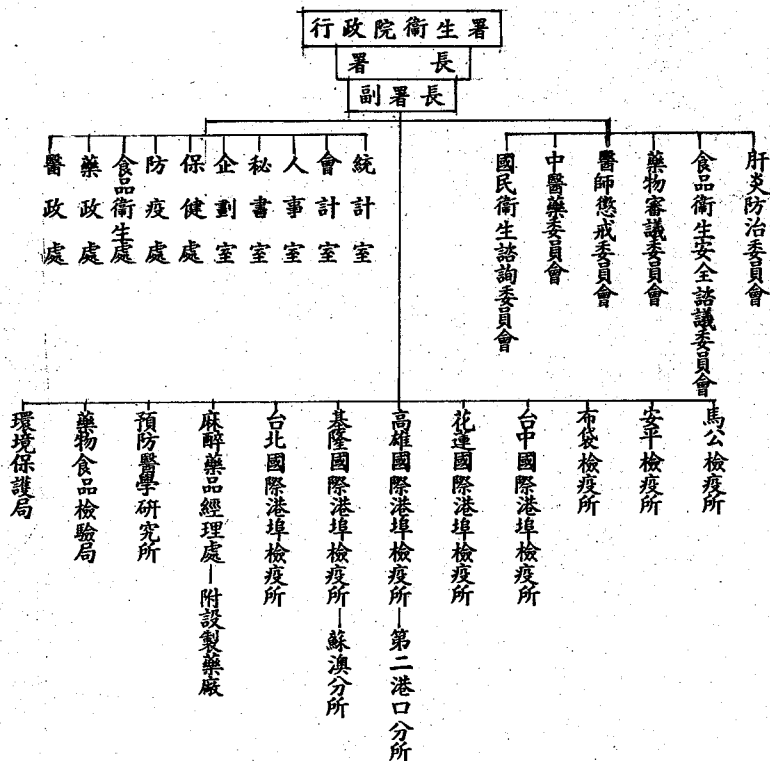 行政院衛生署
署長
副署長
醫政處
藥政處
食品衛生處
防疫處
保健處
企劃室
秘書室
人事室
會計室
統計室
國民衛生諮詢委員會
中醫藥委員會
醫師懲戒委員會
藥物審議委員會
食品衛生安全諮議委員會
肝炎防治委員會
環境保護局
藥物食品檢驗局
預防醫學研究所
麻醉藥品經理處—附設製藥廠
台北國際港埠檢疫所
基隆國際港埠檢疫所—蘇澳分所
高雄國際港埠檢疫所—第二港口分所
花蓮國際港埠檢疫所
台中國際港埠檢疫所
布袋檢疫所
安平檢疫所
馬公檢疫所